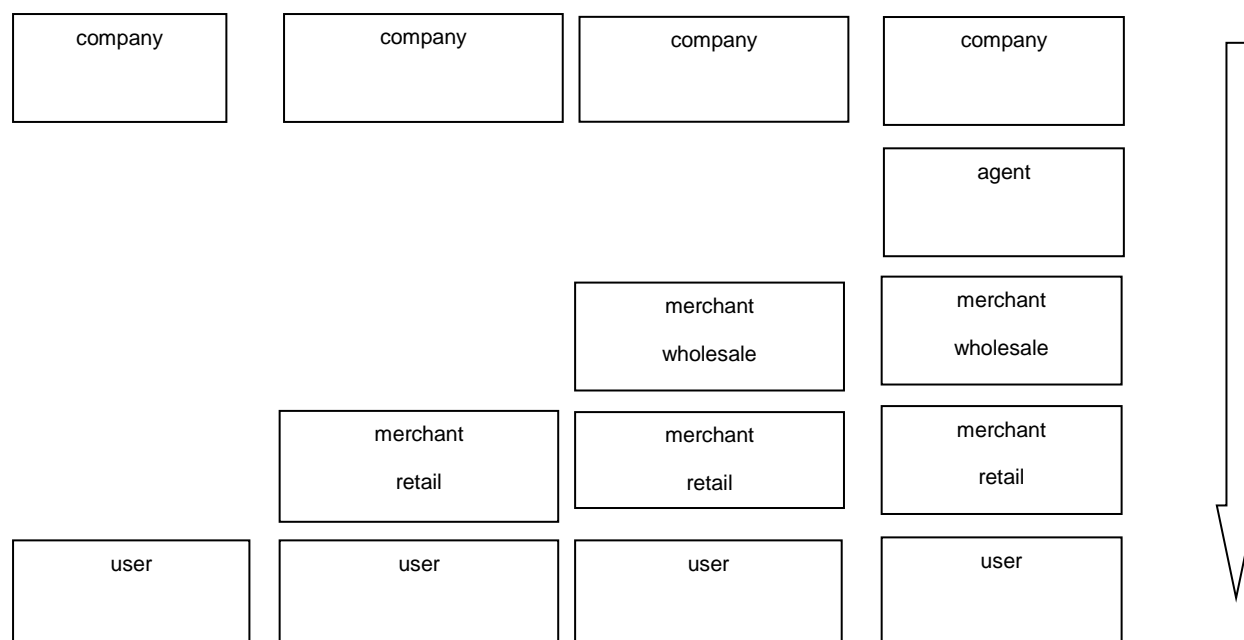 company
company
company
company
agent
merchant
wholesale
merchant
wholesale
merchant
retail
merchant
retail
merchant
retail
user
user
user
user